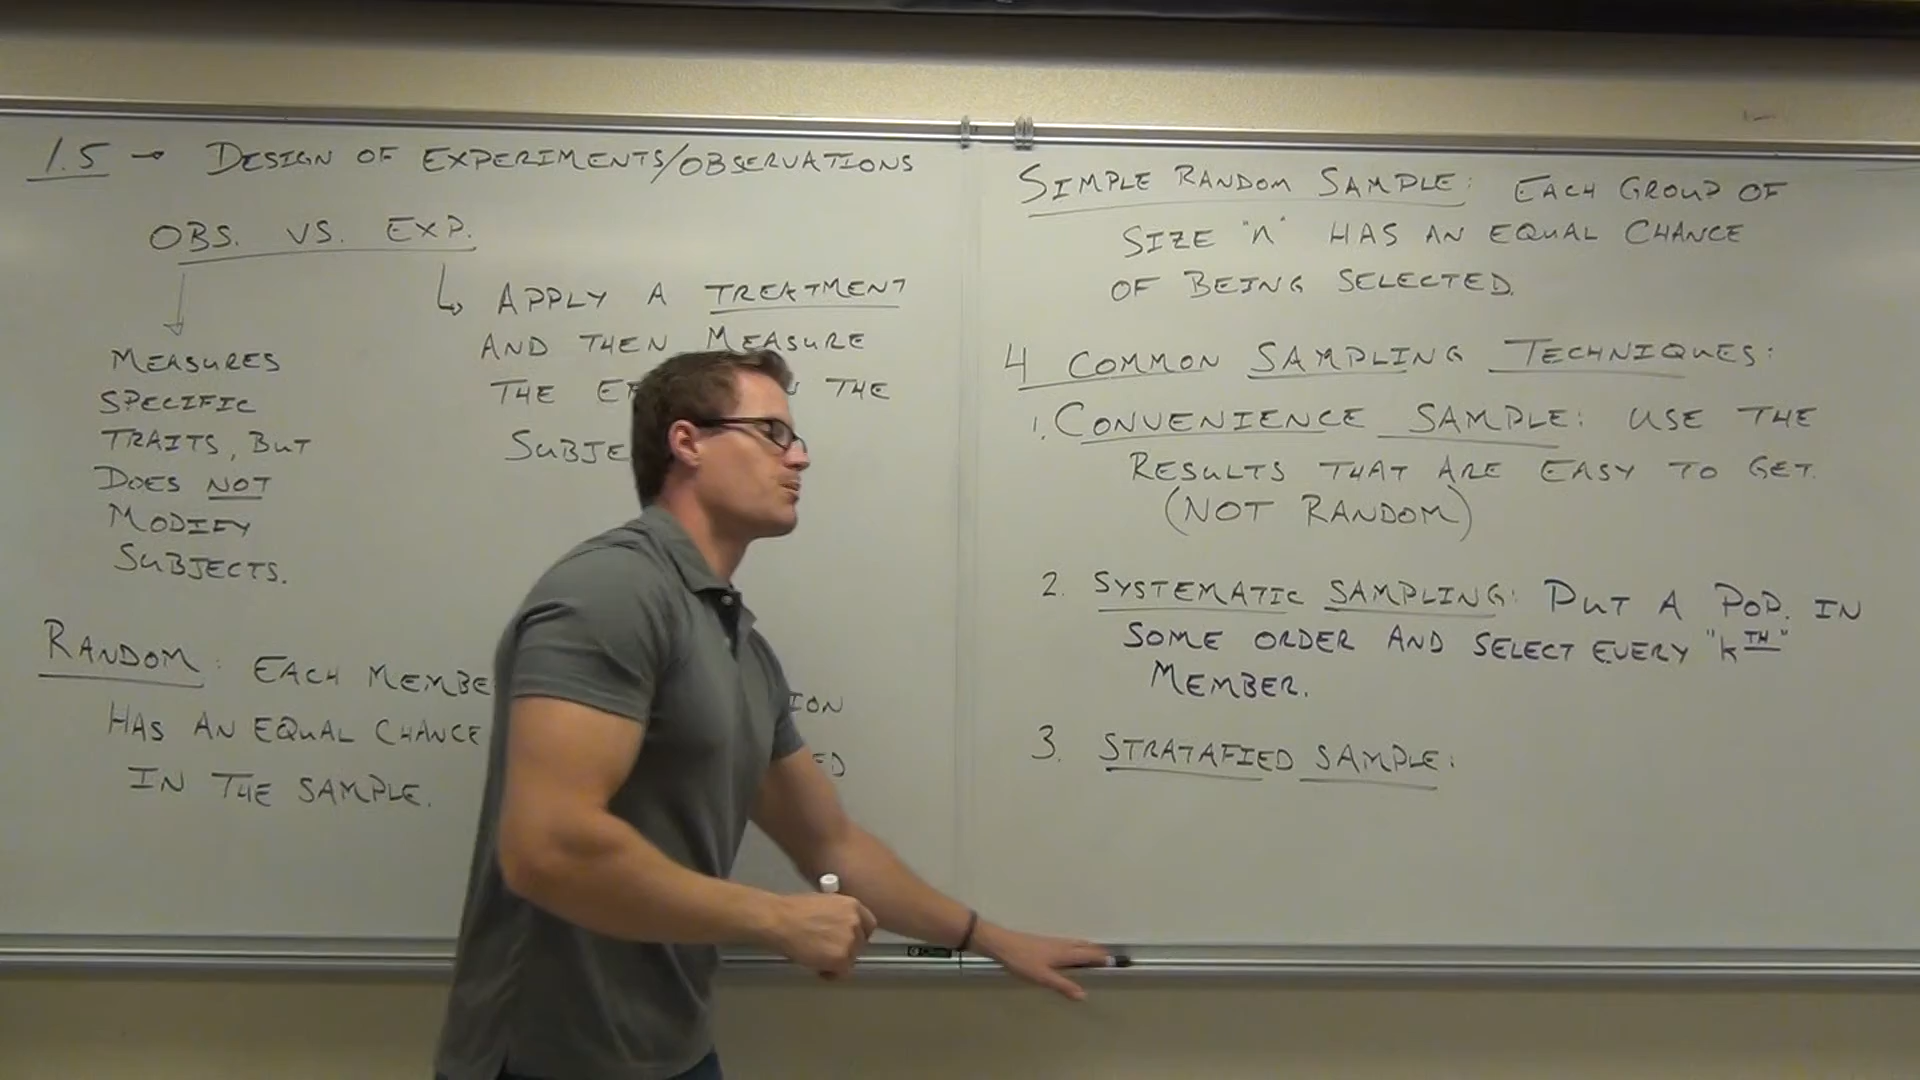 1.5 → DESIGN OF EXPERIMENTS/OBSERVATIONS
OBS. VS. EXP.
MEASURES
SPECIFIC
TRAITS, BUT
DOES NOT
MODIFY
SUBJECTS.
APPLY A TREATMENT
AND THEN MEASURE
THE THE
RANDOM: EACH
HAS AN EQUAL CHANCE
IN THE SAMPLE.
SIMPLE RANDOM SAMPLE: EACH GROUP OF
SIZE "n" HAS AN EQUAL CHANCE
OF BEING SELECTED.
4 COMMON SAMPLING TECHNIQUES:
1. CONVENIENCE SAMPLE: USE THE
RESULTS THAT ARE EASY TO GET.
(NOT RANDOM)
2. SYSTEMATIC SAMPLING: PUT A POP. IN
SOME ORDER AND SELECT EVERY "kTH"
MEMBER.
3. STRATAFIED SAMPLE: